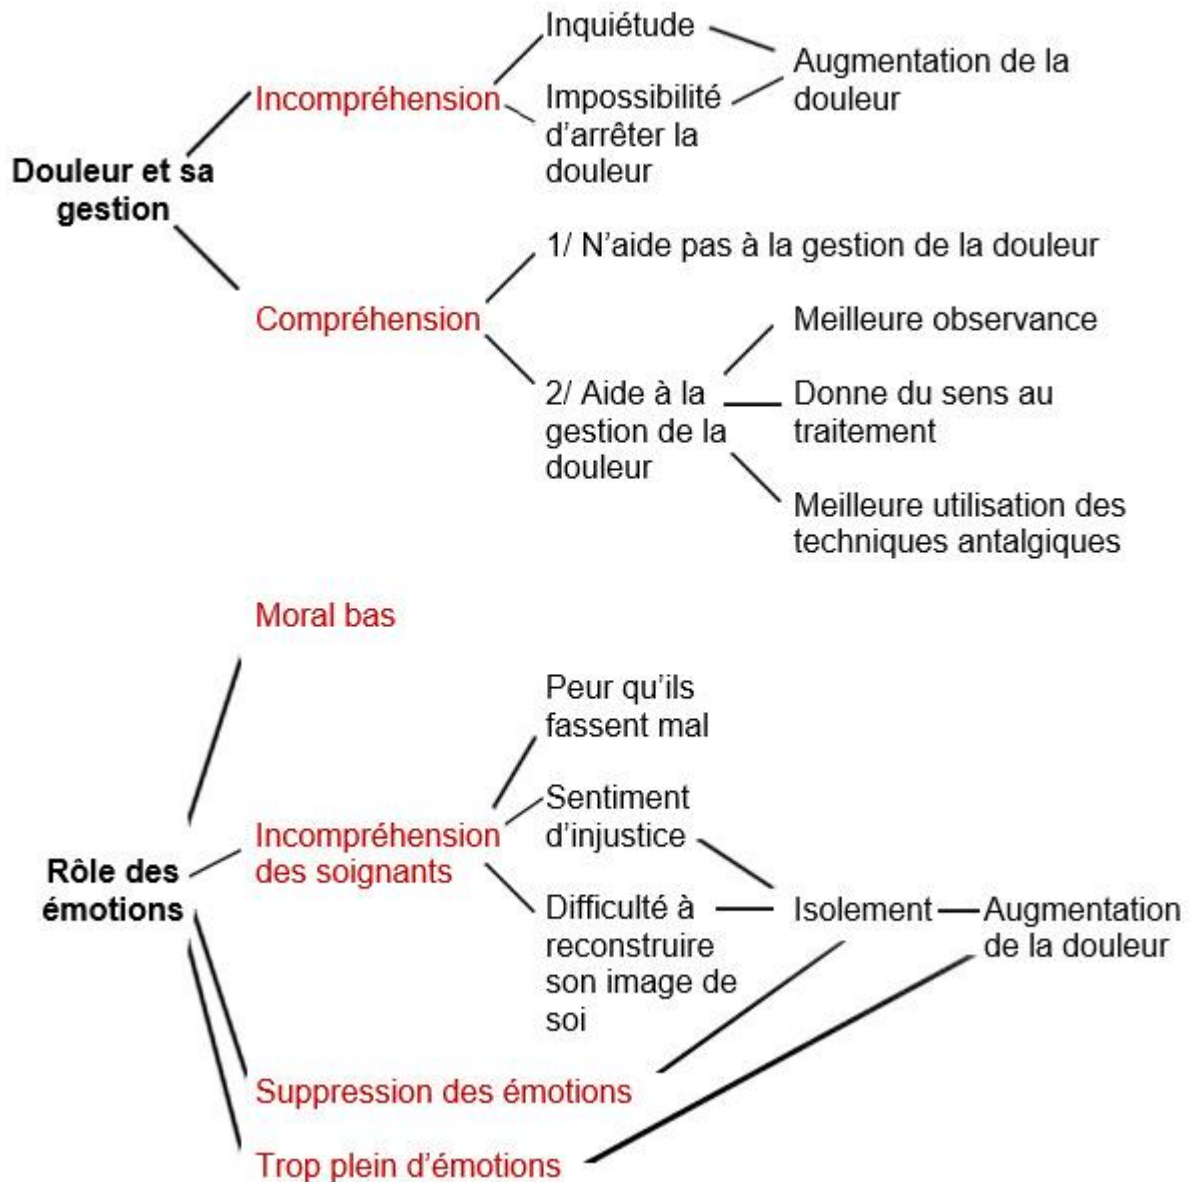 Inquiétude
Augmentation de la
douleur
Incompréhension
Impossibilité
d'arrêter la
douleur
Douleur et sa
gestion
1/ N'aide pas à la gestion de la douleur
Compréhension
Meilleure observance
2/ Aide à la
gestion de la
douleur
Donne du sens au
traitement
Meilleure utilisation des
techniques antalgiques
Moral bas
Peur qu'ils
fassent mal
Sentiment
d'injustice
Incompréhension
des soignants
Rôle des
émotions
Difficulté à
reconstruire
son image de
soi
Isolement
Augmentation
de la douleur
Suppression des émotions
Trop plein d'émotions